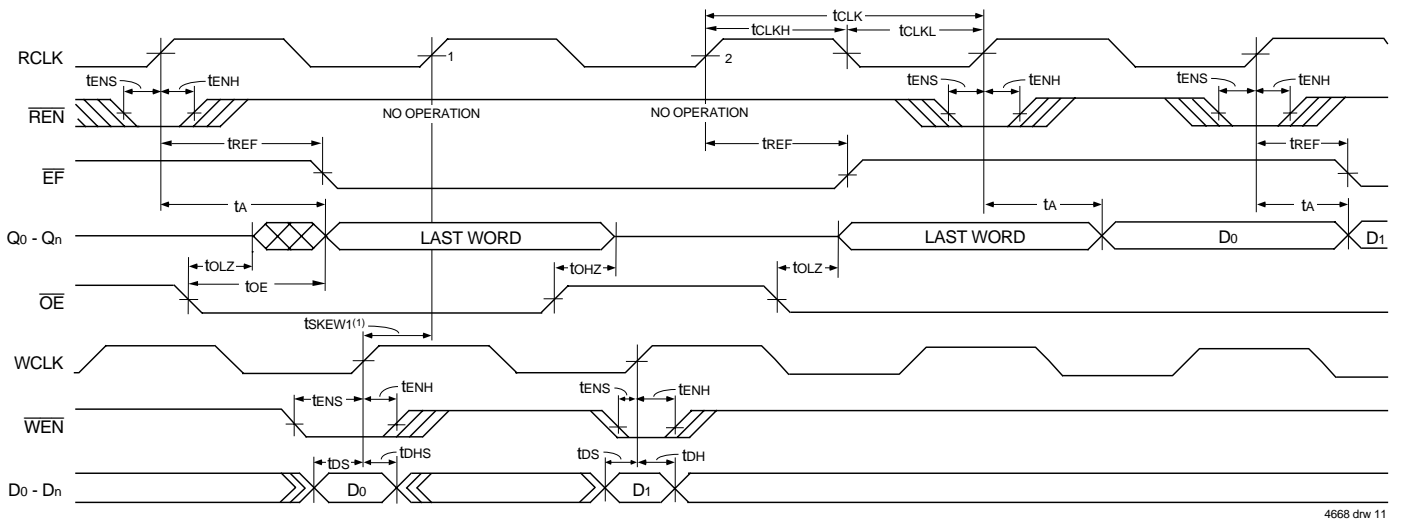 tCLK
tCLKH tCLKL
RCLK 1 2
tENS tENH tENS tENH tENS tENH
REN NO OPERATION NO OPERATION
tREF tREF tREF
EF
tA tA tA
Q0 - Qn LAST WORD LAST WORD D0 D1
tOLZ tOHZ tOLZ
tOE
OE
tSKEW1(1)
WCLK
tENS tENH tENS tENH
WEN
tDS tDHS tDS tDH
D0 - Dn D0 D1
4668 drw 11